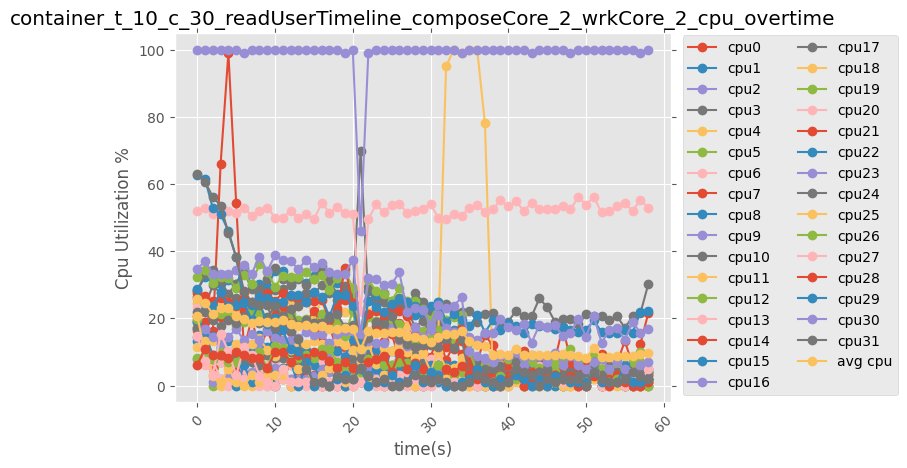 container_t_10_c_30_readUserTimeline_composeCore_2_wrkCore_2_cpu_overtime
100
80
60
40
20
0
Cpu Utilization %
0
10
20
30
40
50
60
time(s)
cpu0
cpu1
cpu2
cpu3
cpu4
cpu5
cpu6
cpu7
cpu8
cpu9
cpu10
cpu11
cpu12
cpu13
cpu14
cpu15
cpu16
cpu17
cpu18
cpu19
cpu20
cpu21
cpu22
cpu23
cpu24
cpu25
cpu26
cpu27
cpu28
cpu29
cpu30
cpu31
avg cpu